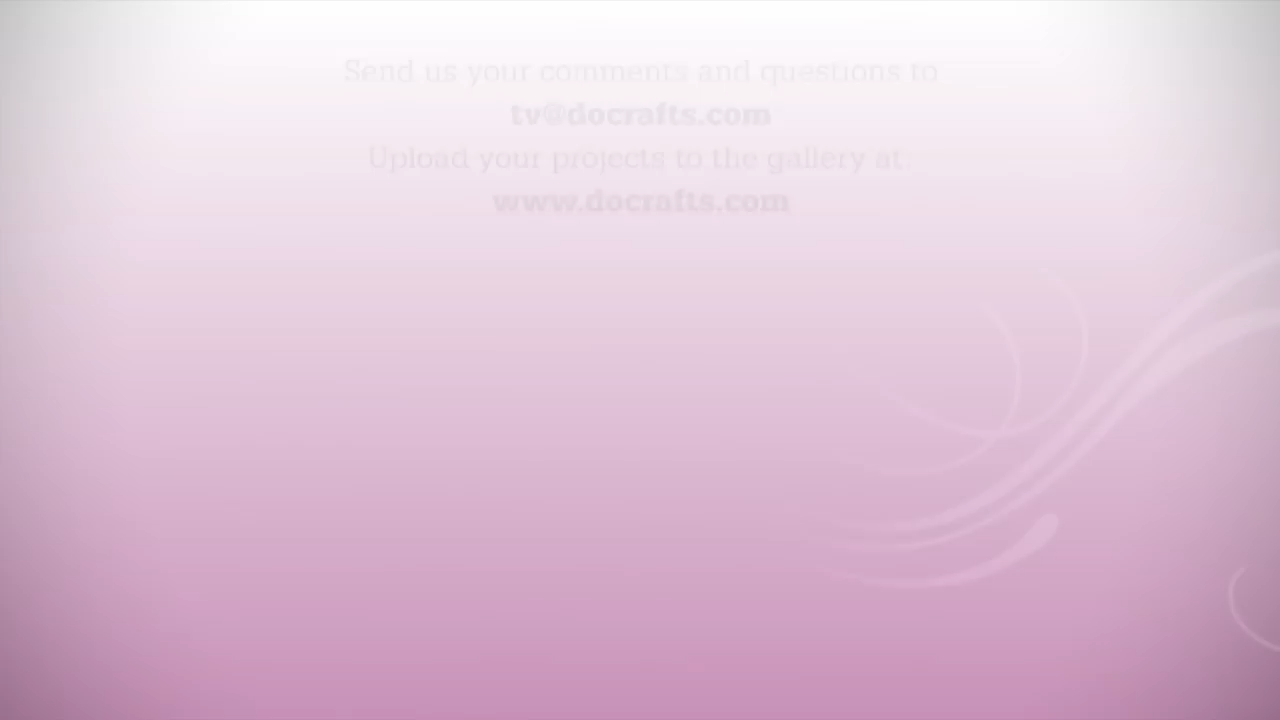 Send us your comments and questions to
tv@docrafts.com
Upload your projects to the gallery at:
www.docrafts.com